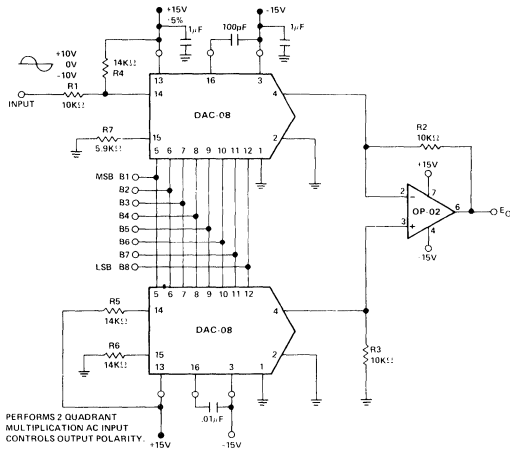 +15V
±5%
1µF
100pF
-15V
1µF
+10V
0V
-10V
R1
10KΩ
INPUT
14KΩ
R4
13
16
3
14
DAC-08
4
R7
5.9KΩ
15
2
5 6 7 8 9 10 11 12 1
R2
10KΩ
+15V
MSB B1
B2
B3
B4
B5
B6
B7
LSB B8
2
7
-
OP-02
6
EO
3
+
4
-15V
5 6 7 8 9 10 11 12
R5
14KΩ
14
DAC-08
4
R6
14KΩ
15
2
13
16
3
1
R3
10KΩ
.01µF
+15V
-15V
PERFORMS 2 QUADRANT
MULTIPLICATION AC INPUT
CONTROLS OUTPUT POLARITY.